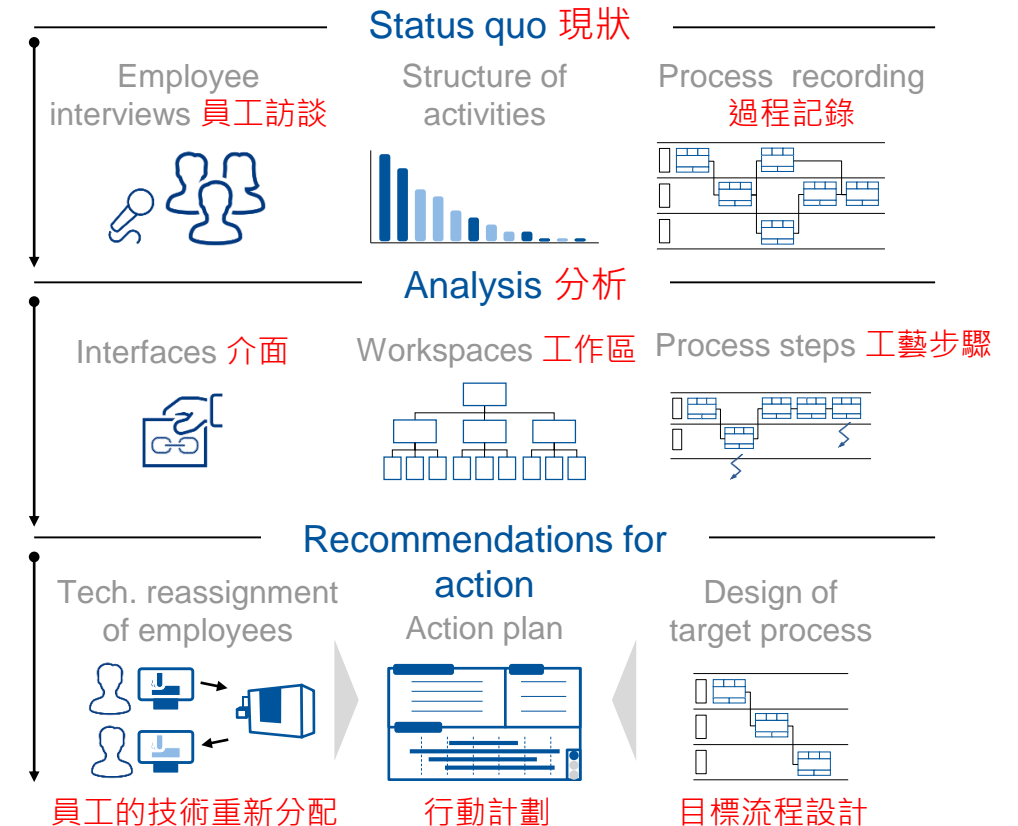 Status quo 現狀
Employee
interviews 員工訪談
Structure of
activities
Process recording
過程記錄
Analysis 分析
Interfaces 介面
Workspaces 工作區
Process steps 工藝步驟
Recommendations for
action
Tech. reassignment
of employees
Action plan
Design of
target process
員工的技術重新分配
行動計劃
目標流程設計